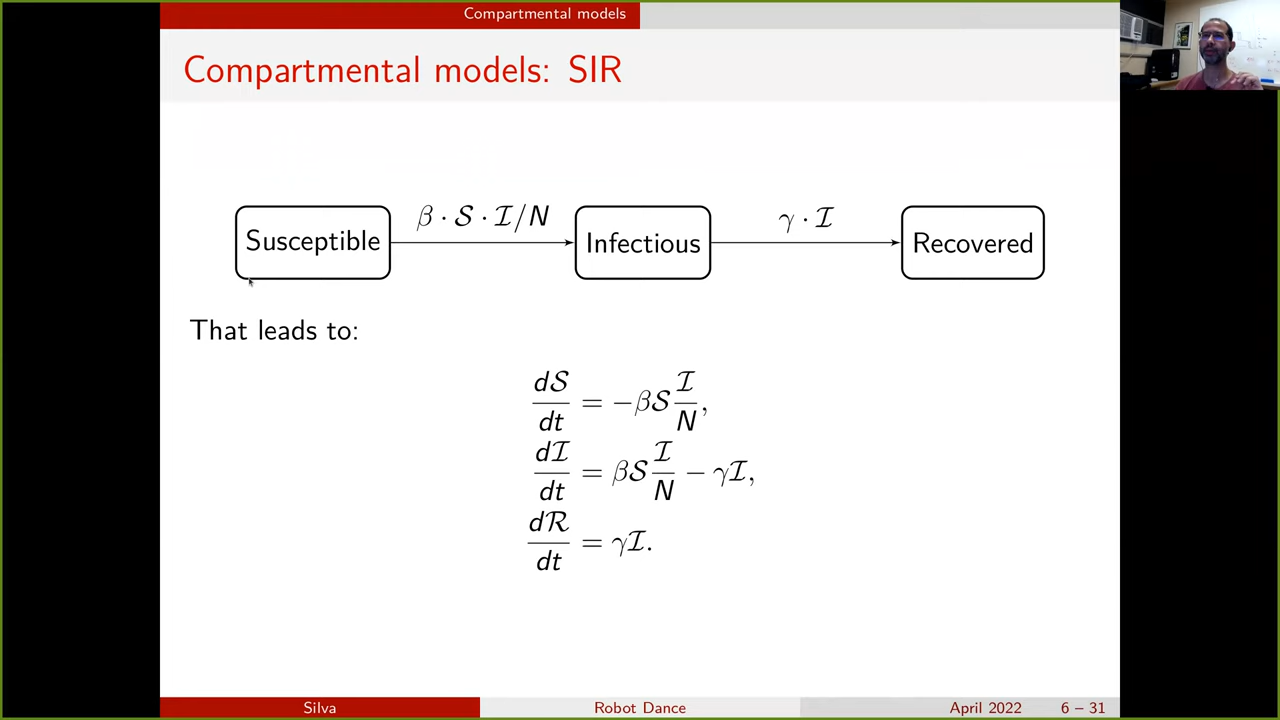 Compartmental models
Compartmental models: SIR
β · 𝒮 · ℐ/N
γ · ℐ
Susceptible
Infectious
Recovered
That leads to:
d𝒮/dt = −β𝒮 ℐ/N,
dℐ/dt = β𝒮 ℐ/N − γℐ,
dℛ/dt = γℐ.
Silva
Robot Dance
April 2022
6 – 31